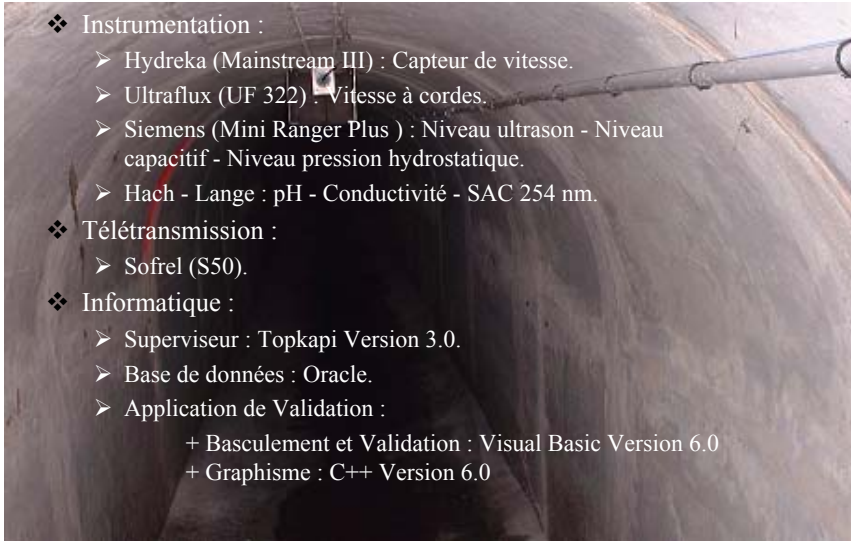 ❖ Instrumentation :
➢ Hydreka (Mainstream III) : Capteur de vitesse.
➢ Ultraflux (UF 322) : Vitesse à cordes.
➢ Siemens (Mini Ranger Plus ) : Niveau ultrason - Niveau
capacitif - Niveau pression hydrostatique.
➢ Hach - Lange : pH - Conductivité - SAC 254 nm.
❖ Télétransmission :
➢ Sofrel (S50).
❖ Informatique :
➢ Superviseur : Topkapi Version 3.0.
➢ Base de données : Oracle.
➢ Application de Validation :
+ Basculement et Validation : Visual Basic Version 6.0
+ Graphisme : C++ Version 6.0